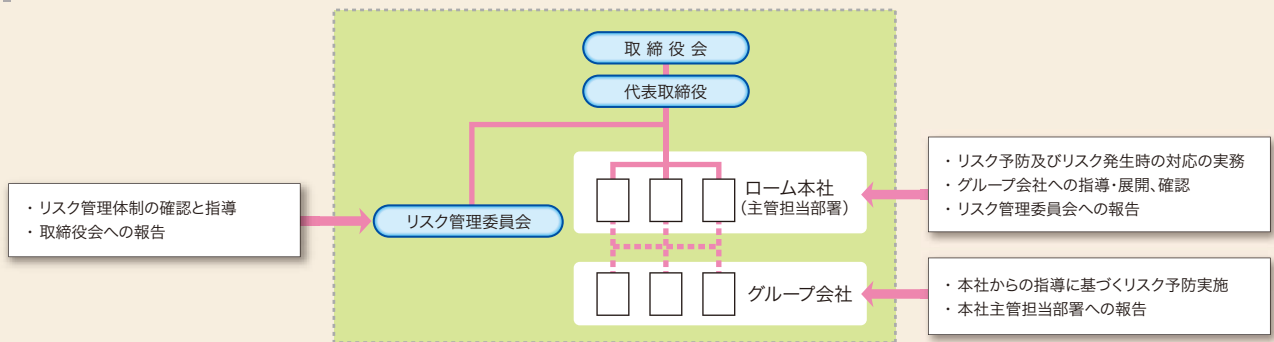 取締役会
代表取締役
・リスク管理体制の確認と指導
・取締役会への報告
リスク管理委員会
ローム本社
（主管担当部署）
・リスク予防及びリスク発生時の対応の実務
・グループ会社への指導・展開、確認
・リスク管理委員会への報告
グループ会社
・本社からの指導に基づくリスク予防実施
・本社主管担当部署への報告